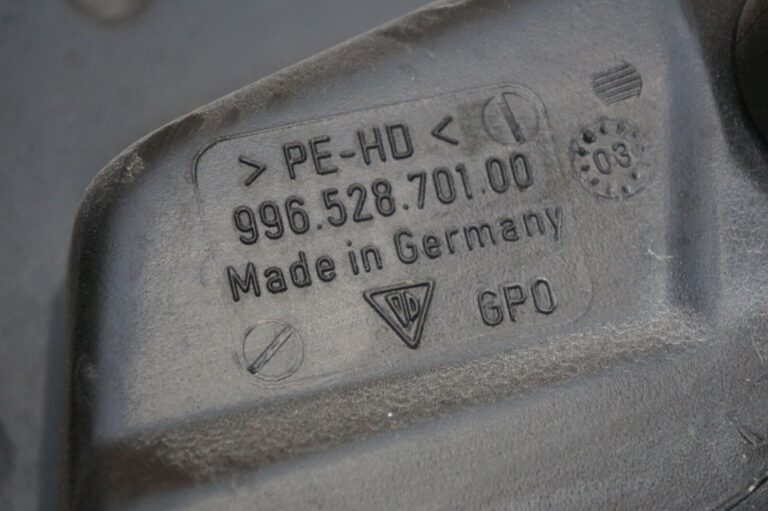 > PE-HD <
03
996.528.701.00
Made in Germany
GPO